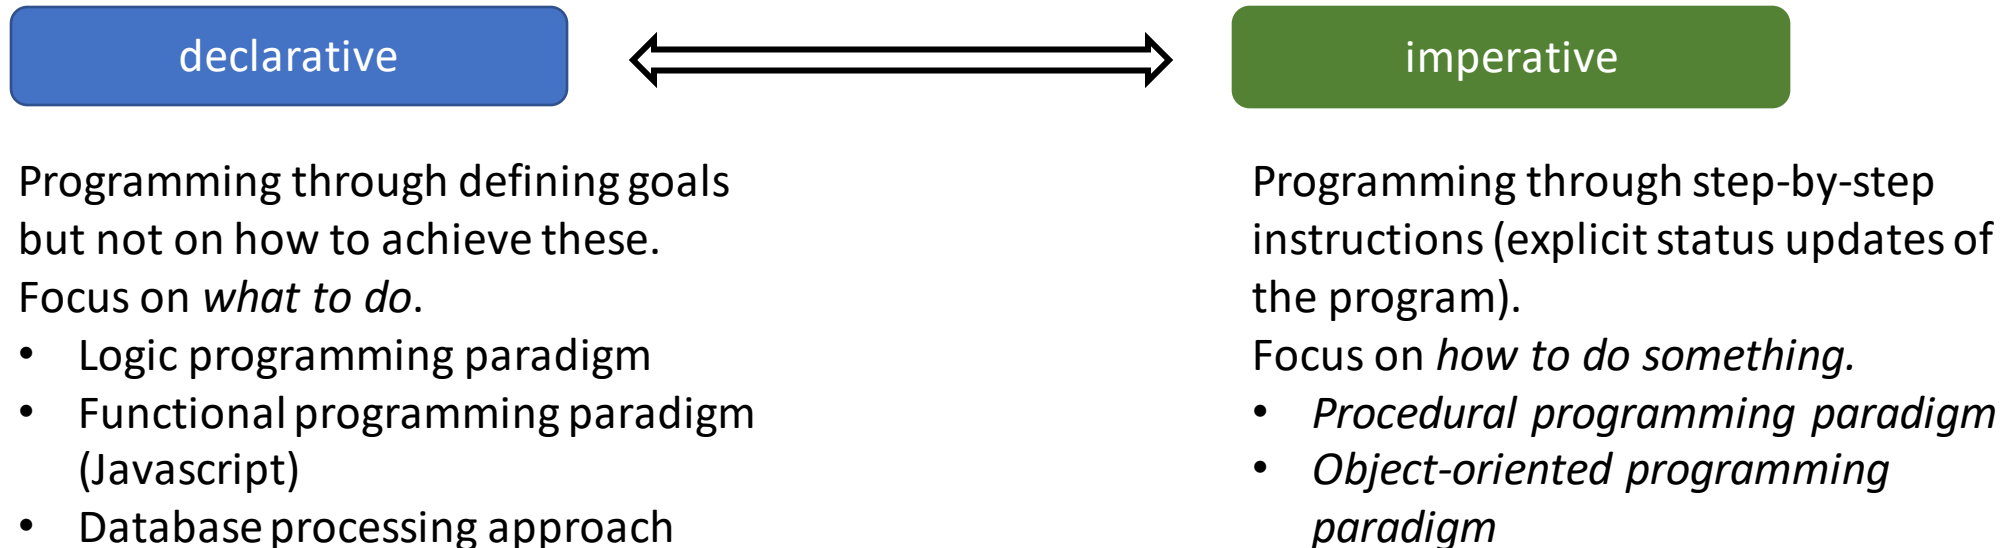 declarative
imperative
Programming through defining goals
but not on how to achieve these.
Focus on what to do.
• Logic programming paradigm
• Functional programming paradigm
(Javascript)
• Database processing approach
Programming through step-by-step
instructions (explicit status updates of
the program).
Focus on how to do something.
• Procedural programming paradigm
• Object-oriented programming
paradigm